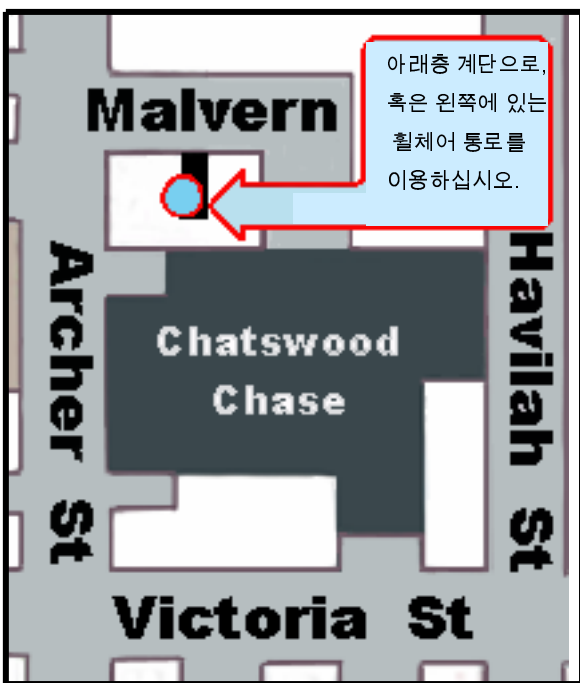 아래층 계단으로,
혹은 왼쪽에 있는
휠체어 통로를
이용하십시오.
Malvern
Archer St
Havilah St
Chatswood
Chase
Victoria St